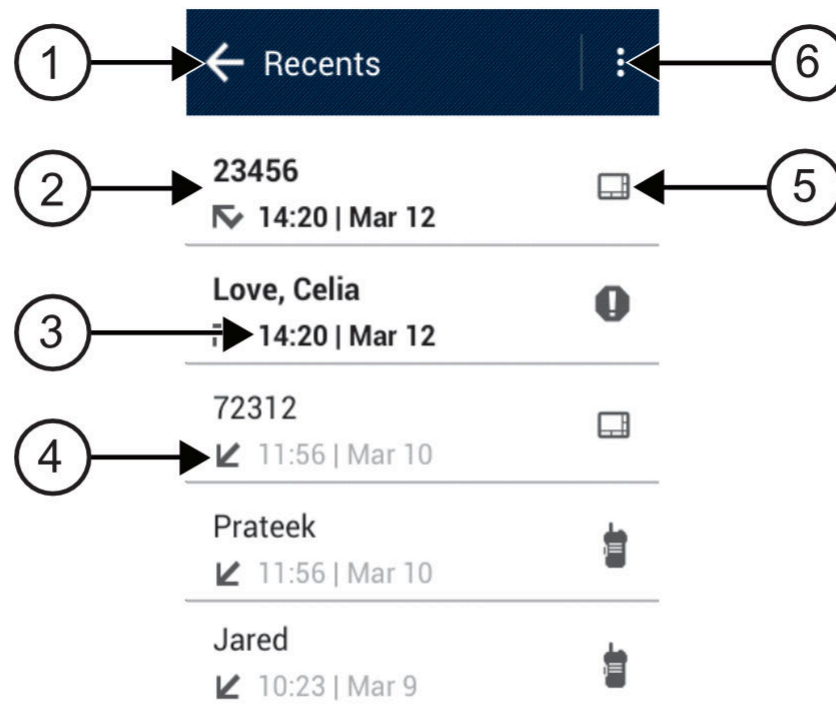 1
Recents
6
2
23456
5
14:20 | Mar 12
Love, Celia
3
14:20 | Mar 12
72312
4
11:56 | Mar 10
Prateek
11:56 | Mar 10
Jared
10:23 | Mar 9